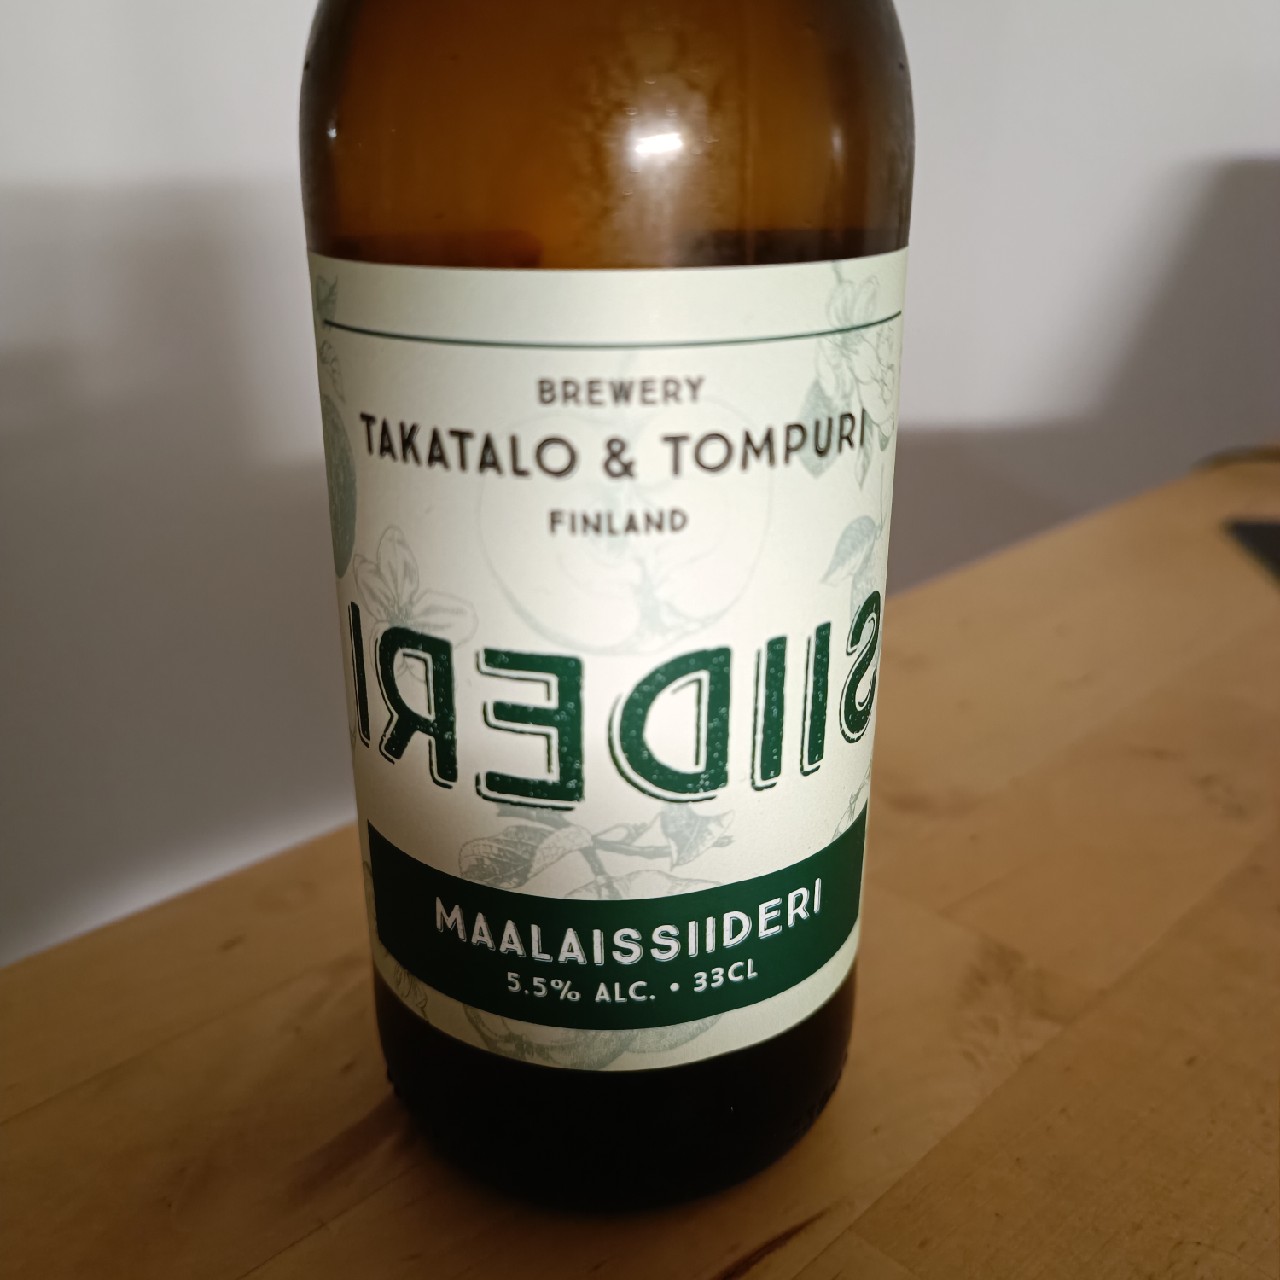 BREWERY
TAKATALO & TOMPURI
FINLAND
SIIDERI
MAALAISSIIDERI
5.5% ALC. • 33CL